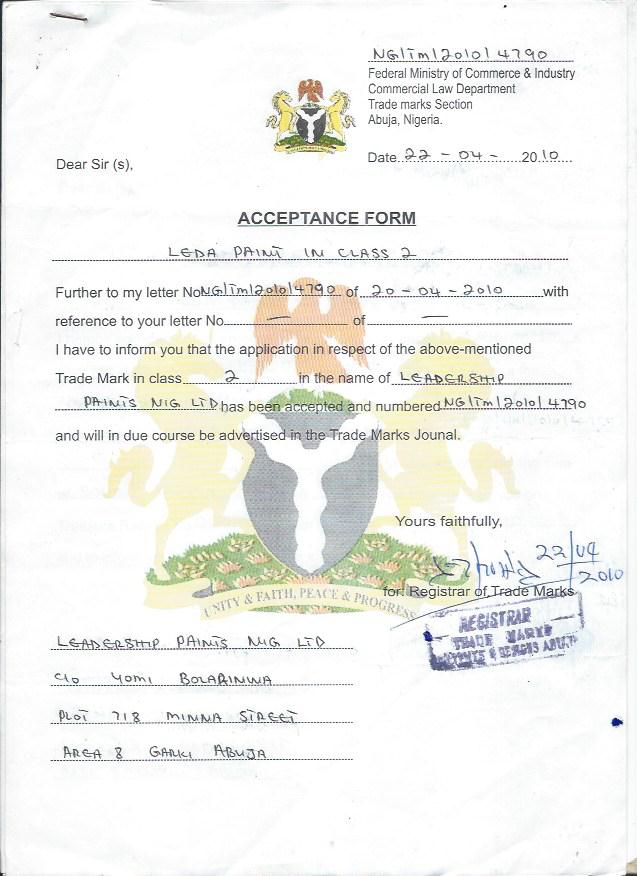 NG/Tm/2010/4790
Federal Ministry of Commerce & Industry
Commercial Law Department
Trade marks Section
Abuja, Nigeria.
Date 22-04- 2010
Dear Sir (s),
ACCEPTANCE FORM
LEDA PAINT IN CLASS 2
Further to my letter No NG/Tm/2010/4790 of 20-04-2010 with
reference to your letter No. — of —
I have to inform you that the application in respect of the above-mentioned
Trade Mark in class 2 in the name of LEADERSHIP
PAINTS NIG LTD has been accepted and numbered NG/Tm/2010/4790
and will in due course be advertised in the Trade Marks Jounal.
Yours faithfully,
22/04
2010
for: Registrar of Trade Marks
UNITY & FAITH, PEACE & PROGRESS
REGISTRAR
TRADE MARKS
& DESIGNS ABUJA
LEADERSHIP PAINTS NIG LTD
C/o YOMI BOLARINWA
PLOT 718 MINNA STREET
AREA 8 GARKI ABUJA